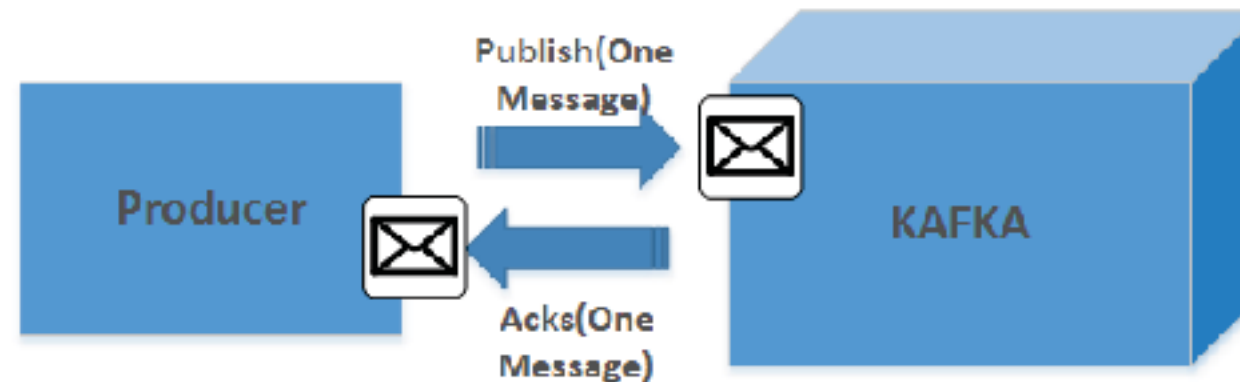 Publish(One
Message)
Producer
KAFKA
Acks(One
Message)